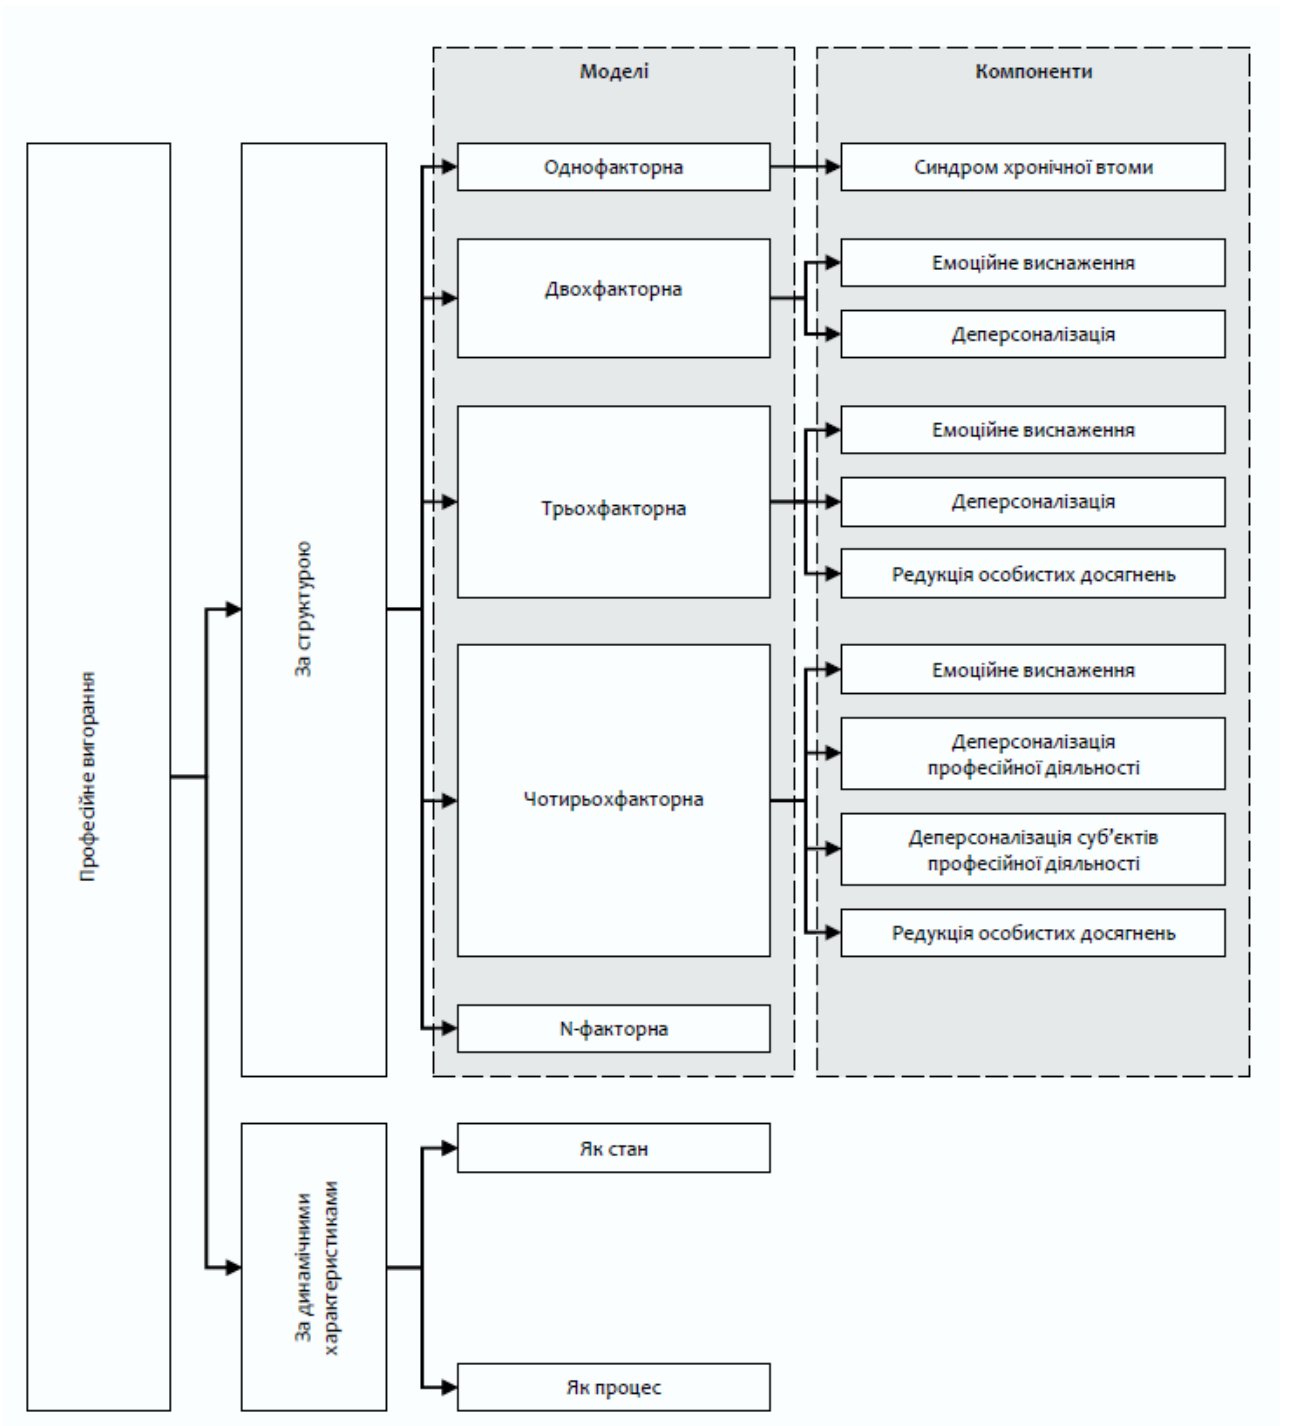 Моделі
Компоненти
Професійне вигорання
За структурою
Однофакторна
Синдром хронічної втоми
Двохфакторна
Емоційне виснаження
Деперсоналізація
Трьохфакторна
Емоційне виснаження
Деперсоналізація
Редукція особистих досягнень
Чотирьохфакторна
Емоційне виснаження
Деперсоналізація
професійної діяльності
Деперсоналізація суб’єктів
професійної діяльності
Редукція особистих досягнень
N-факторна
За динамічними
характеристиками
Як стан
Як процес